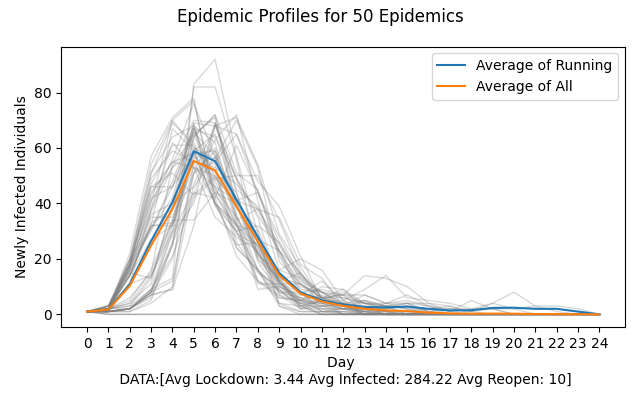 Epidemic Profiles for 50 Epidemics
Average of Running
Average of All
Newly Infected Individuals
80
60
40
20
0
0 1 2 3 4 5 6 7 8 9 10 11 12 13 14 15 16 17 18 19 20 21 22 23 24
Day
DATA:[Avg Lockdown: 3.44 Avg Infected: 284.22 Avg Reopen: 10]